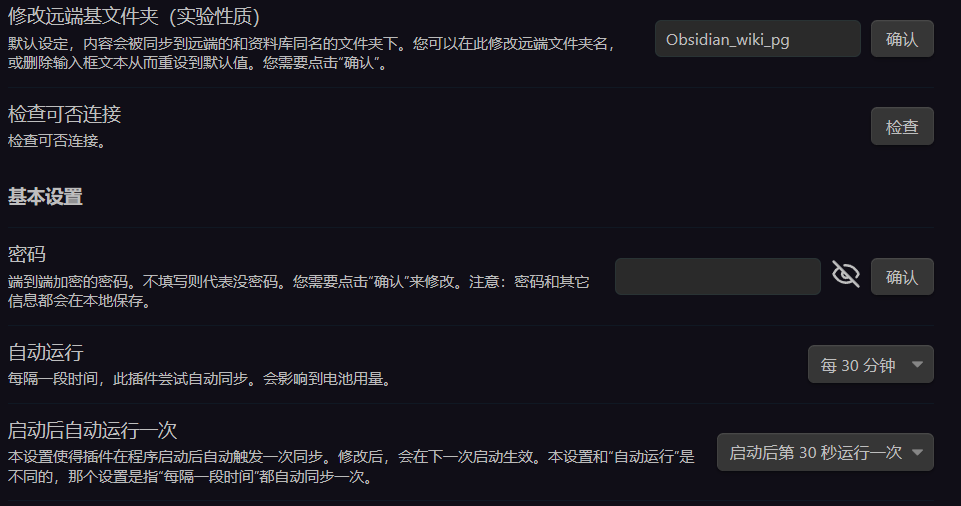 修改远端基文件夹（实验性质）
默认设定，内容会被同步到远端的和资料库同名的文件夹下。您可以在此修改远端文件夹名，
或删除输入框文本从而重设到默认值。您需要点击“确认”。
Obsidian_wiki_pg
确认
检查可否连接
检查可否连接。
检查
基本设置
密码
端到端加密的密码。不填写则代表没密码。您需要点击“确认”来修改。注意：密码和其它
信息都会在本地保存。
确认
自动运行
每隔一段时间，此插件尝试自动同步。会影响到电池用量。
每 30 分钟
启动后自动运行一次
本设置使得插件在程序启动后自动触发一次同步。修改后，会在下一次启动生效。本设置和“自动运行”是
不同的，那个设置是指“每隔一段时间”都自动同步一次。
启动后第 30 秒运行一次